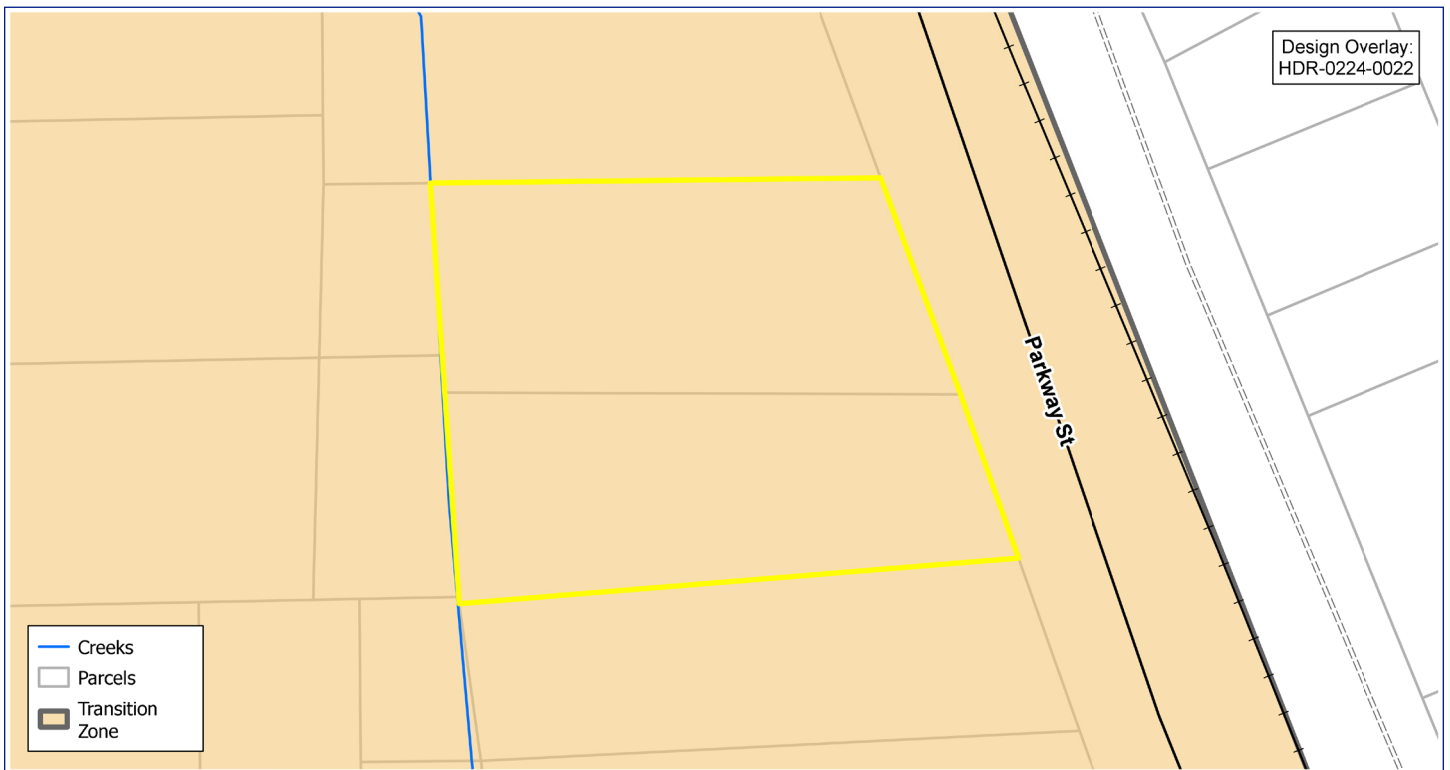 Design Overlay:
HDR-0224-0022
Parkway-St
Creeks
Parcels
Transition
Zone